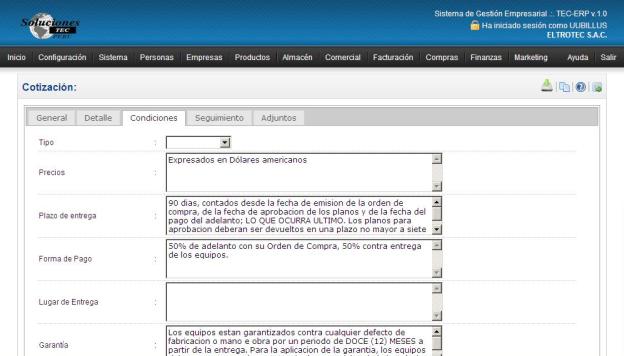 Soluciones
TEC
PERU
Sistema de Gestión Empresarial .:. TEC-ERP v.1.0
Ha iniciado sesión como UUBILLUS
ELTROTEC S.A.C.
Inicio Configuración Sistema Personas Empresas Productos Almacén Comercial Facturación Compras Finanzas Marketing Ayuda Salir
Cotización:
General Detalle Condiciones Seguimiento Adjuntos
Tipo :
Precios : Expresados en Dólares americanos
Plazo de entrega : 90 dias, contados desde la fecha de emision de la orden de
compra, de la fecha de aprobacion de los planos y de la fecha del
pago del adelanto; LO QUE OCURRA ULTIMO. Los planos para
aprobacion deberan ser devueltos en una plazo no mayor a siete
Forma de Pago : 50% de adelanto con su Orden de Compra, 50% contra entrega
de los equipos.
Lugar de Entrega :
Garantía : Los equipos estan garantizados contra cualquier defecto de
fabricacion o mano e obra por un periodo de DOCE (12) MESES a
partir de la entrega. Para la aplicacion de la garantia, los equipos